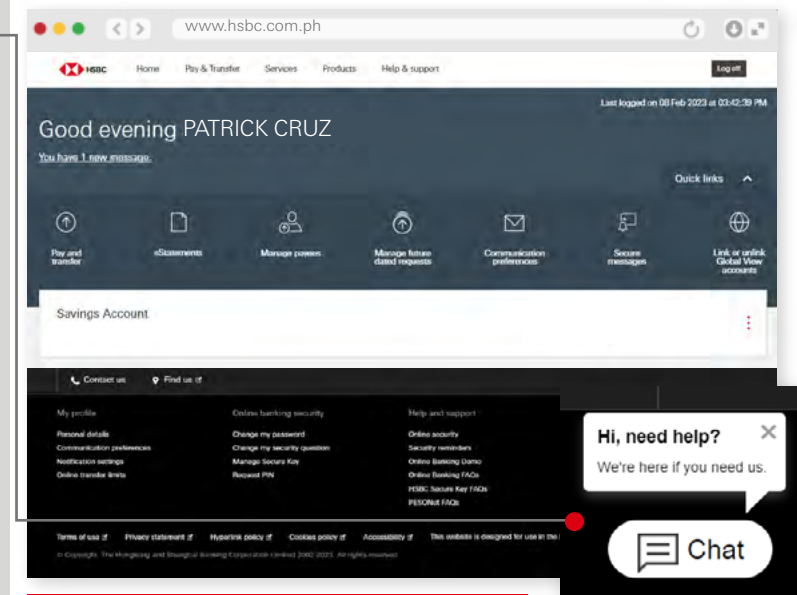 www.hsbc.com.ph
HSBC
Home
Pay & Transfer
Services
Products
Help & support
Log off
Last logged on 08 Feb 2023 at 03:42:39 PM
Good evening PATRICK CRUZ
You have 1 new message.
Quick links
Pay and
transfer
eStatements
Manage payees
Manage future
dated requests
Communication
preferences
Secure
messages
Link or unlink
Global View
accounts
Savings Account
Contact us
Find us
My profile
Personal details
Communication preferences
Notification settings
Online transfer limits
Online banking security
Change my password
Change my security question
Manage Secure Key
Request PIN
Help and support
Online security
Security reminders
Online Banking Demo
Online Banking FAQs
HSBC Secure Key FAQs
PESONet FAQs
Hi, need help?
We're here if you need us.
Chat
Terms of use
Privacy statement
Hyperlink policy
Cookies policy
Accessibility
This website is designed for use in the
© Copyright. The Hongkong and Shanghai Banking Corporation Limited 2002-2023. All rights reserved